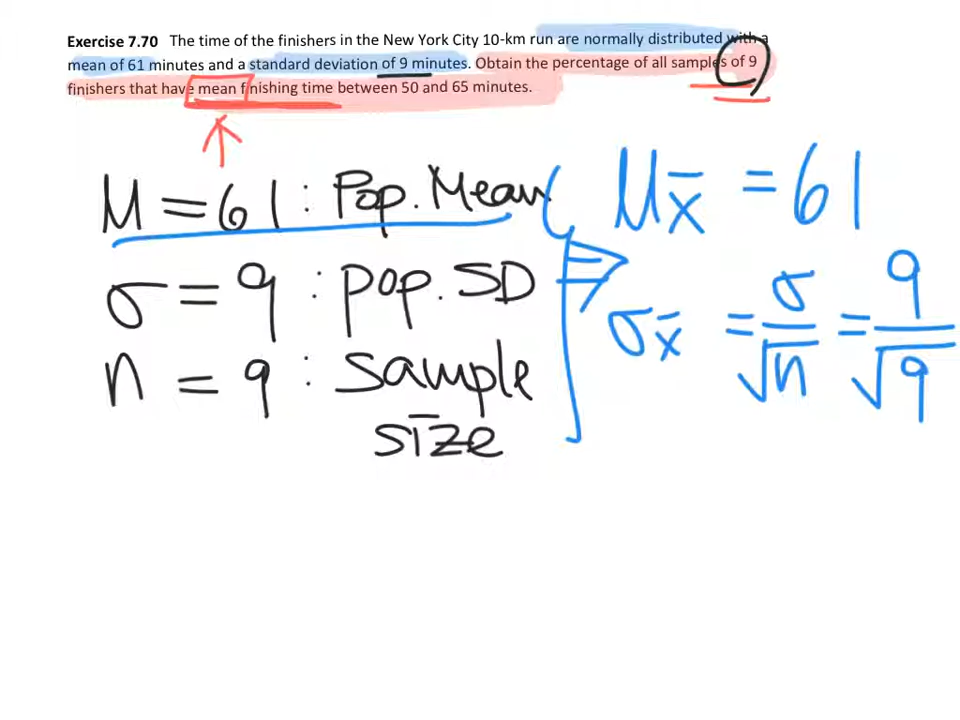 Exercise 7.70 The time of the finishers in the New York City 10-km run are normally distributed with a
mean of 61 minutes and a standard deviation of 9 minutes. Obtain the percentage of all samples of 9
finishers that have mean finishing time between 50 and 65 minutes.
M = 61 : Pop. Mean
σ = 9 : pop. SD
n = 9 : Sample
size
Mx̄ = 61
σx̄ = σ/√n = 9/√9